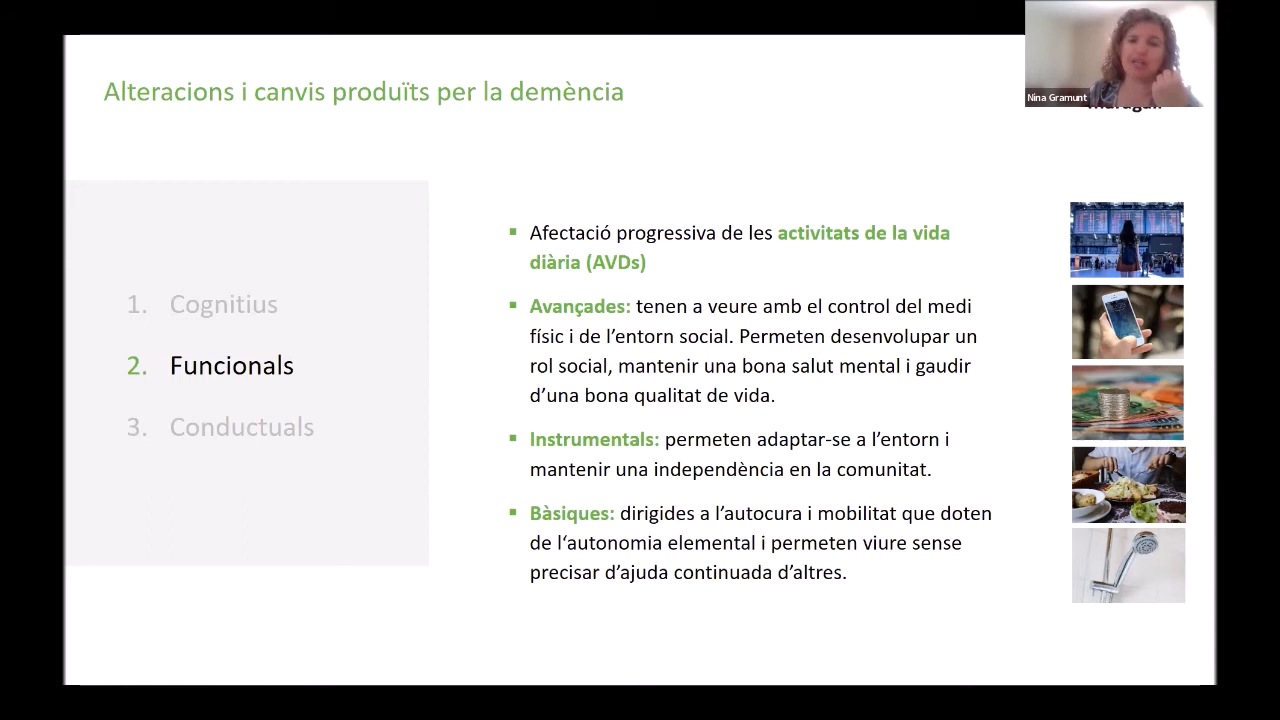 Alteracions i canvis produïts per la demència
Nina Gramunt
1. Cognitius
2. Funcionals
3. Conductuals
▪ Afectació progressiva de les activitats de la vida
diària (AVDs)
▪ Avançades: tenen a veure amb el control del medi
físic i de l’entorn social. Permeten desenvolupar un
rol social, mantenir una bona salut mental i gaudir
d’una bona qualitat de vida.
▪ Instrumentals: permeten adaptar-se a l’entorn i
mantenir una independència en la comunitat.
▪ Bàsiques: dirigides a l’autocura i mobilitat que doten
de l‘autonomia elemental i permeten viure sense
precisar d’ajuda continuada d’altres.